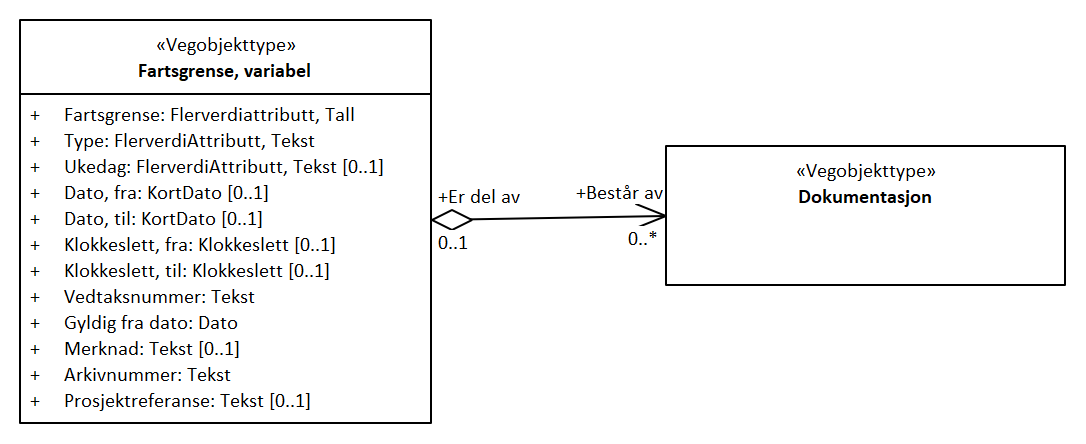 «Vegobjekttype»
Fartsgrense, variabel
+ Fartsgrense: Flerverdiattributt, Tall
+ Type: FlerverdiAttributt, Tekst
+ Ukedag: FlerverdiAttributt, Tekst [0..1]
+ Dato, fra: KortDato [0..1]
+ Dato, til: KortDato [0..1]
+ Klokkeslett, fra: Klokkeslett [0..1]
+ Klokkeslett, til: Klokkeslett [0..1]
+ Vedtaksnummer: Tekst
+ Gyldig fra dato: Dato
+ Merknad: Tekst [0..1]
+ Arkivnummer: Tekst
+ Prosjektreferanse: Tekst [0..1]
+Er del av
0..1
+Består av
0..*
«Vegobjekttype»
Dokumentasjon